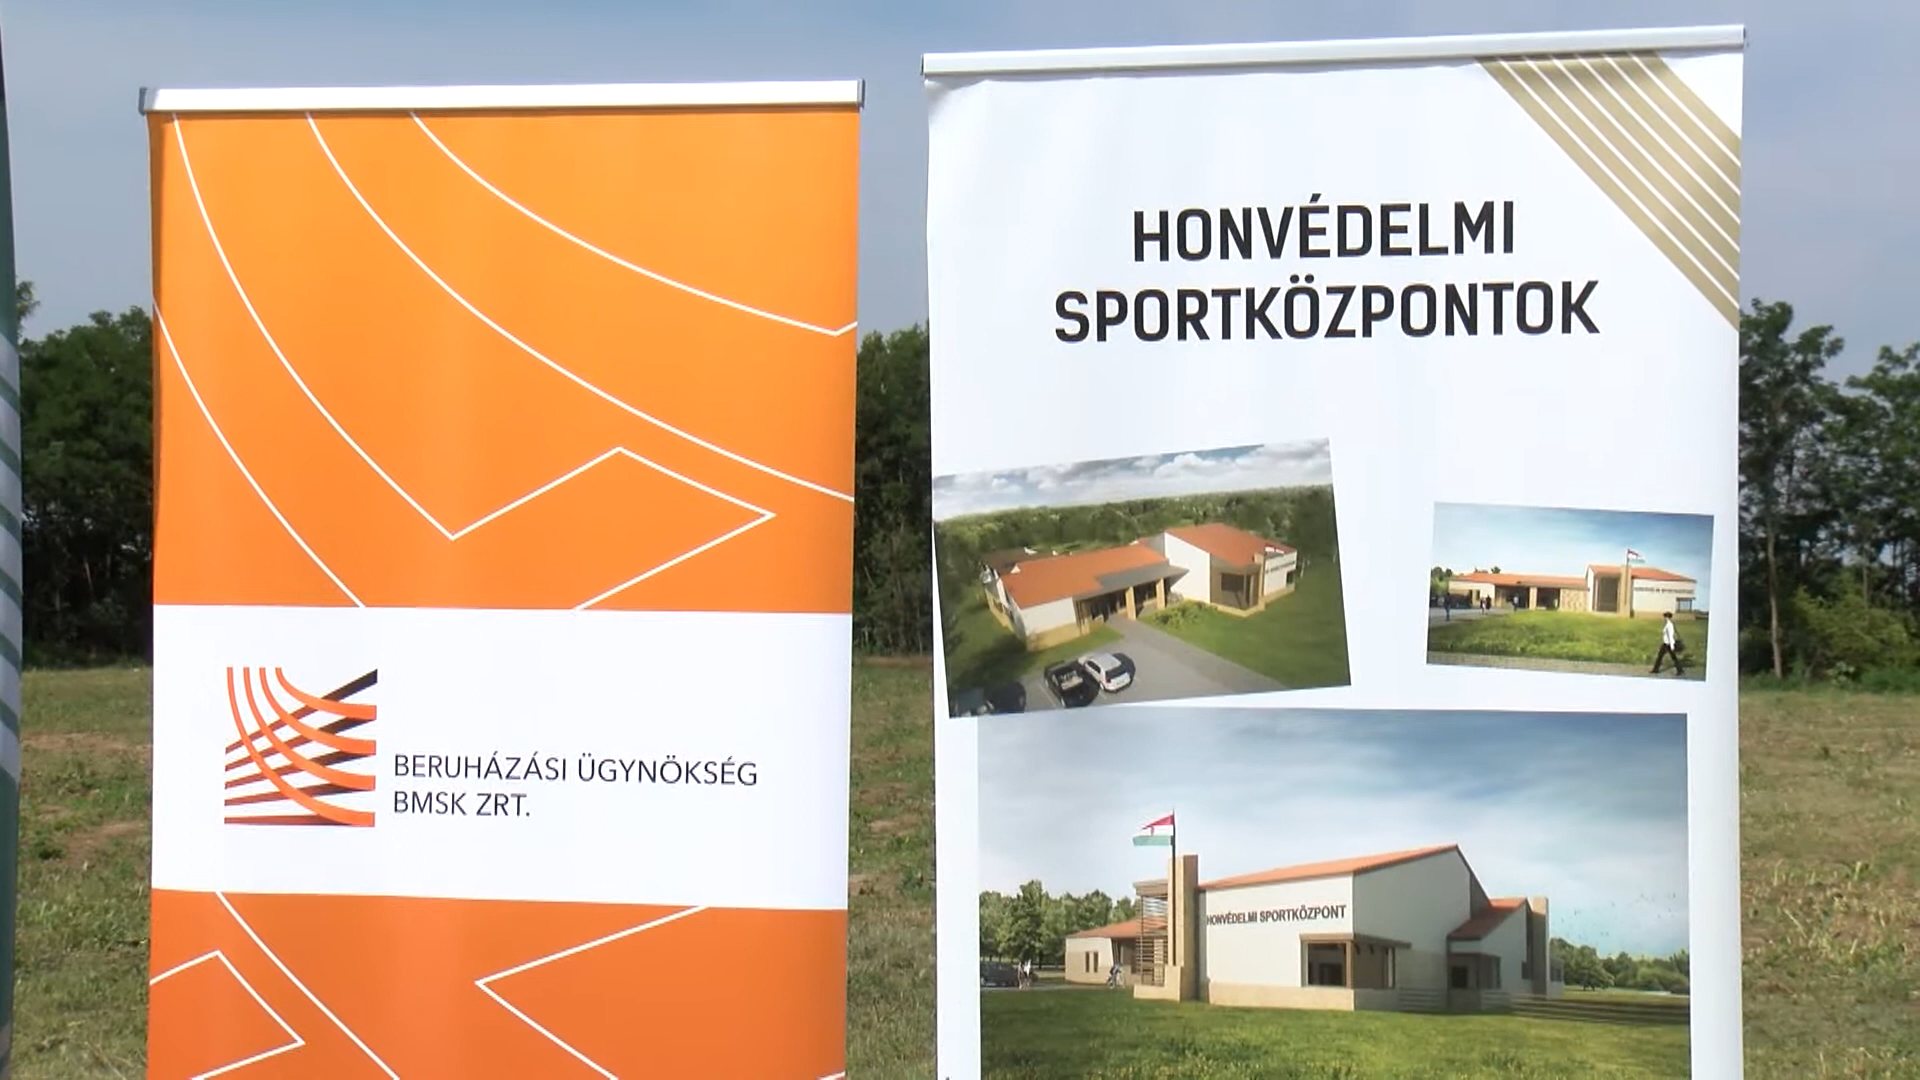 BERUHÁZÁSI ÜGYNÖKSÉG
BMSK ZRT.
HONVÉDELMI
SPORTKÖZPONTOK
HONVÉDELMI SPORTKÖZPONT